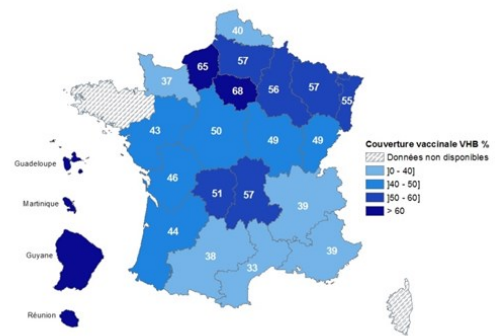 40
65
57
37
68
56
57
55
43
50
49
49
46
51
57
39
44
38
33
39
Guadeloupe
Martinique
Guyane
Réunion
Couverture vaccinale VHB %
Données non disponibles
]0 - 40]
]40 - 50]
]50 - 60]
> 60